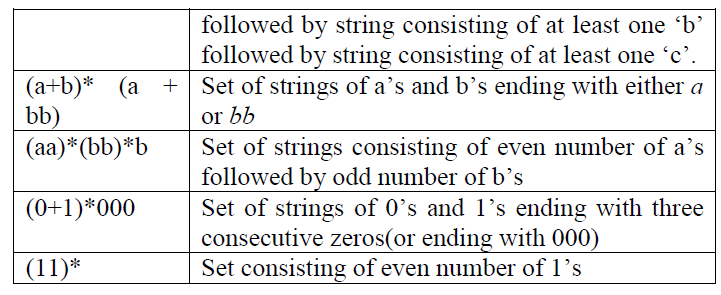 followed by string consisting of at least one ‘b’
followed by string consisting of at least one ‘c’.
(a+b)* (a +
bb)
Set of strings of a’s and b’s ending with either a
or bb
(aa)*(bb)*b
Set of strings consisting of even number of a’s
followed by odd number of b’s
(0+1)*000
Set of strings of 0’s and 1’s ending with three
consecutive zeros(or ending with 000)
(11)*
Set consisting of even number of 1’s